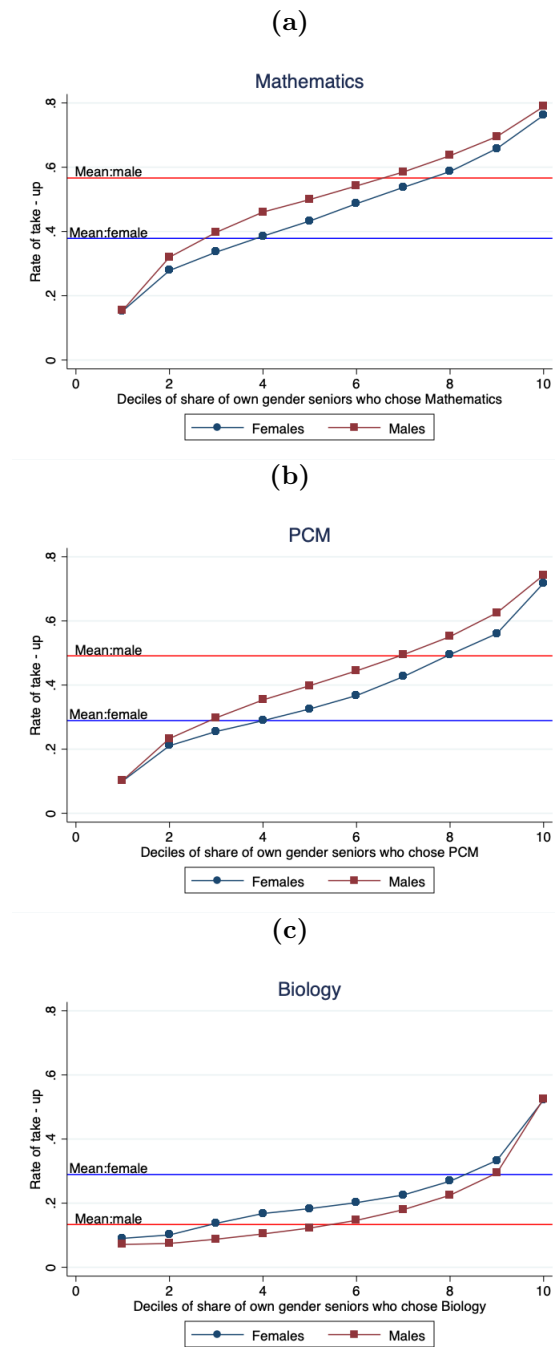 (a)
Mathematics
.8
.6
.4
.2
0
Rate of take - up
Mean:male
Mean:female
0 2 4 6 8 10
Deciles of share of own gender seniors who chose Mathematics
Females Males
(b)
PCM
.8
.6
.4
.2
0
Rate of take - up
Mean:male
Mean:female
0 2 4 6 8 10
Deciles of share of own gender seniors who chose PCM
Females Males
(c)
Biology
.8
.6
.4
.2
0
Rate of take - up
Mean:female
Mean:male
0 2 4 6 8 10
Deciles of share of own gender seniors who chose Biology
Females Males